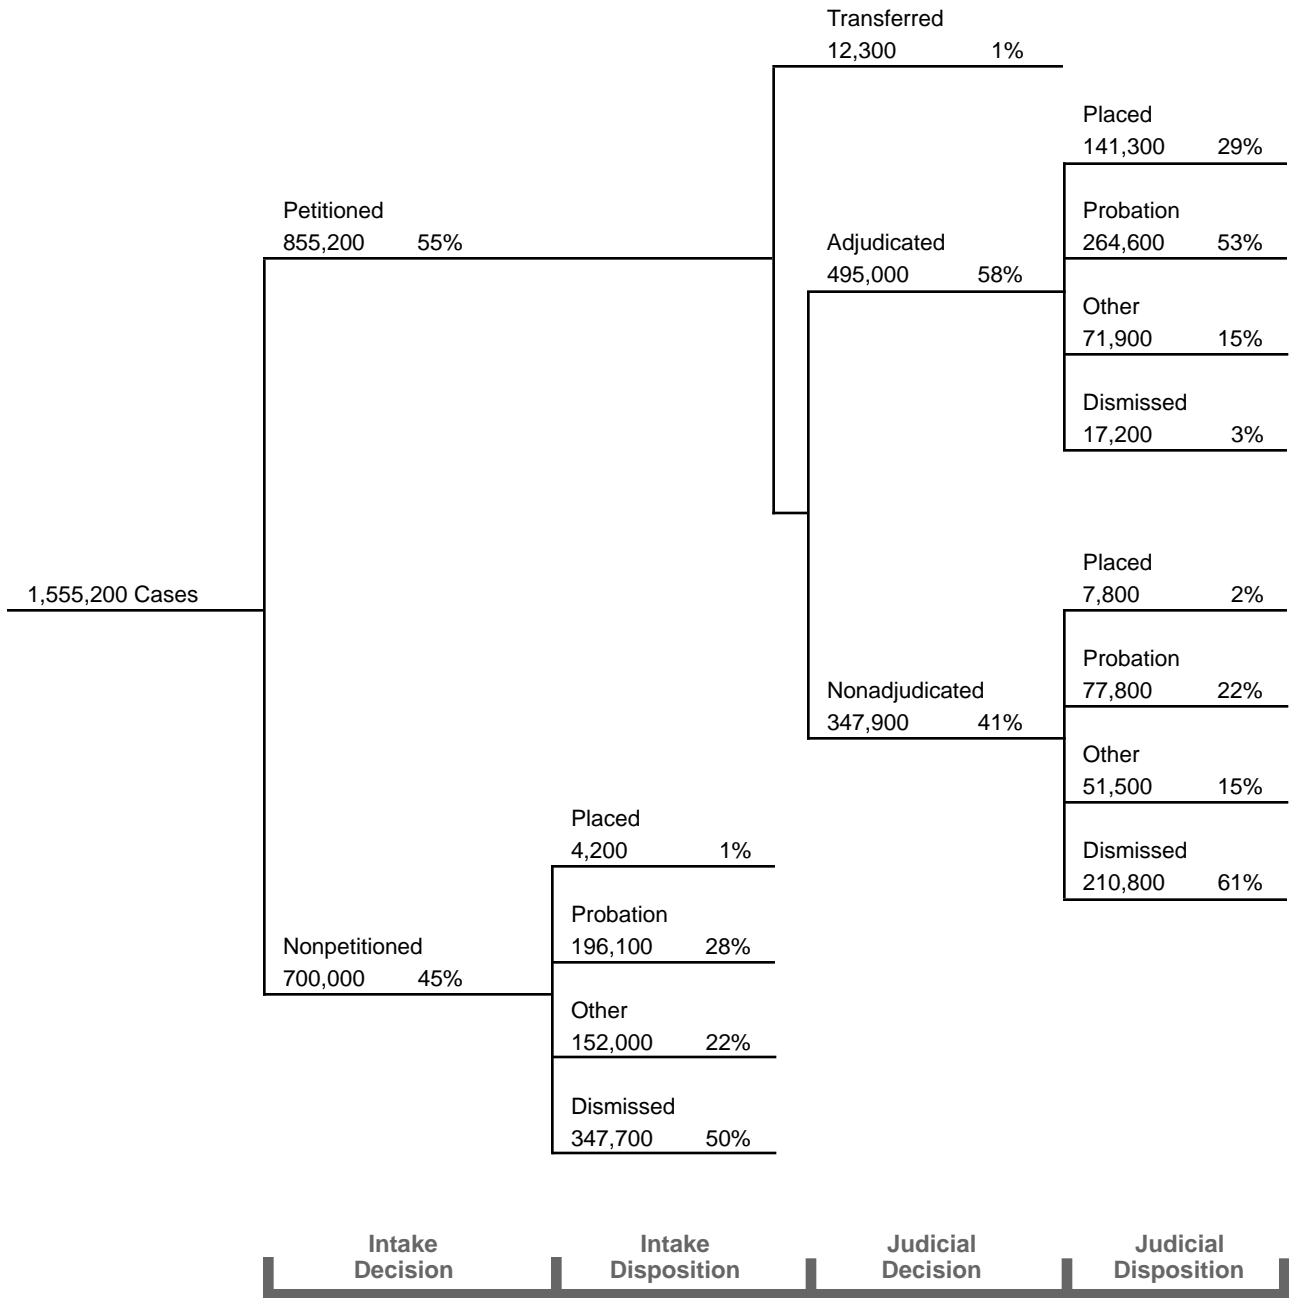 Transferred
12,300 1%
Placed
141,300 29%
Petitioned
855,200 55%
Probation
264,600 53%
Adjudicated
495,000 58%
Other
71,900 15%
Dismissed
17,200 3%
1,555,200 Cases
Placed
7,800 2%
Probation
77,800 22%
Nonadjudicated
347,900 41%
Other
51,500 15%
Dismissed
210,800 61%
Placed
4,200 1%
Probation
196,100 28%
Nonpetitioned
700,000 45%
Other
152,000 22%
Dismissed
347,700 50%
Intake
Decision
Intake
Disposition
Judicial
Decision
Judicial
Disposition